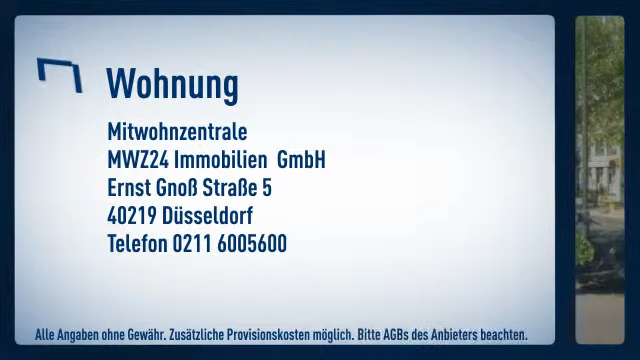 Wohnung
Mitwohnzentrale
MWZ24 Immobilien GmbH
Ernst Gnoß Straße 5
40219 Düsseldorf
Telefon 0211 6005600
Alle Angaben ohne Gewähr. Zusätzliche Provisionskosten möglich. Bitte AGBs des Anbieters beachten.